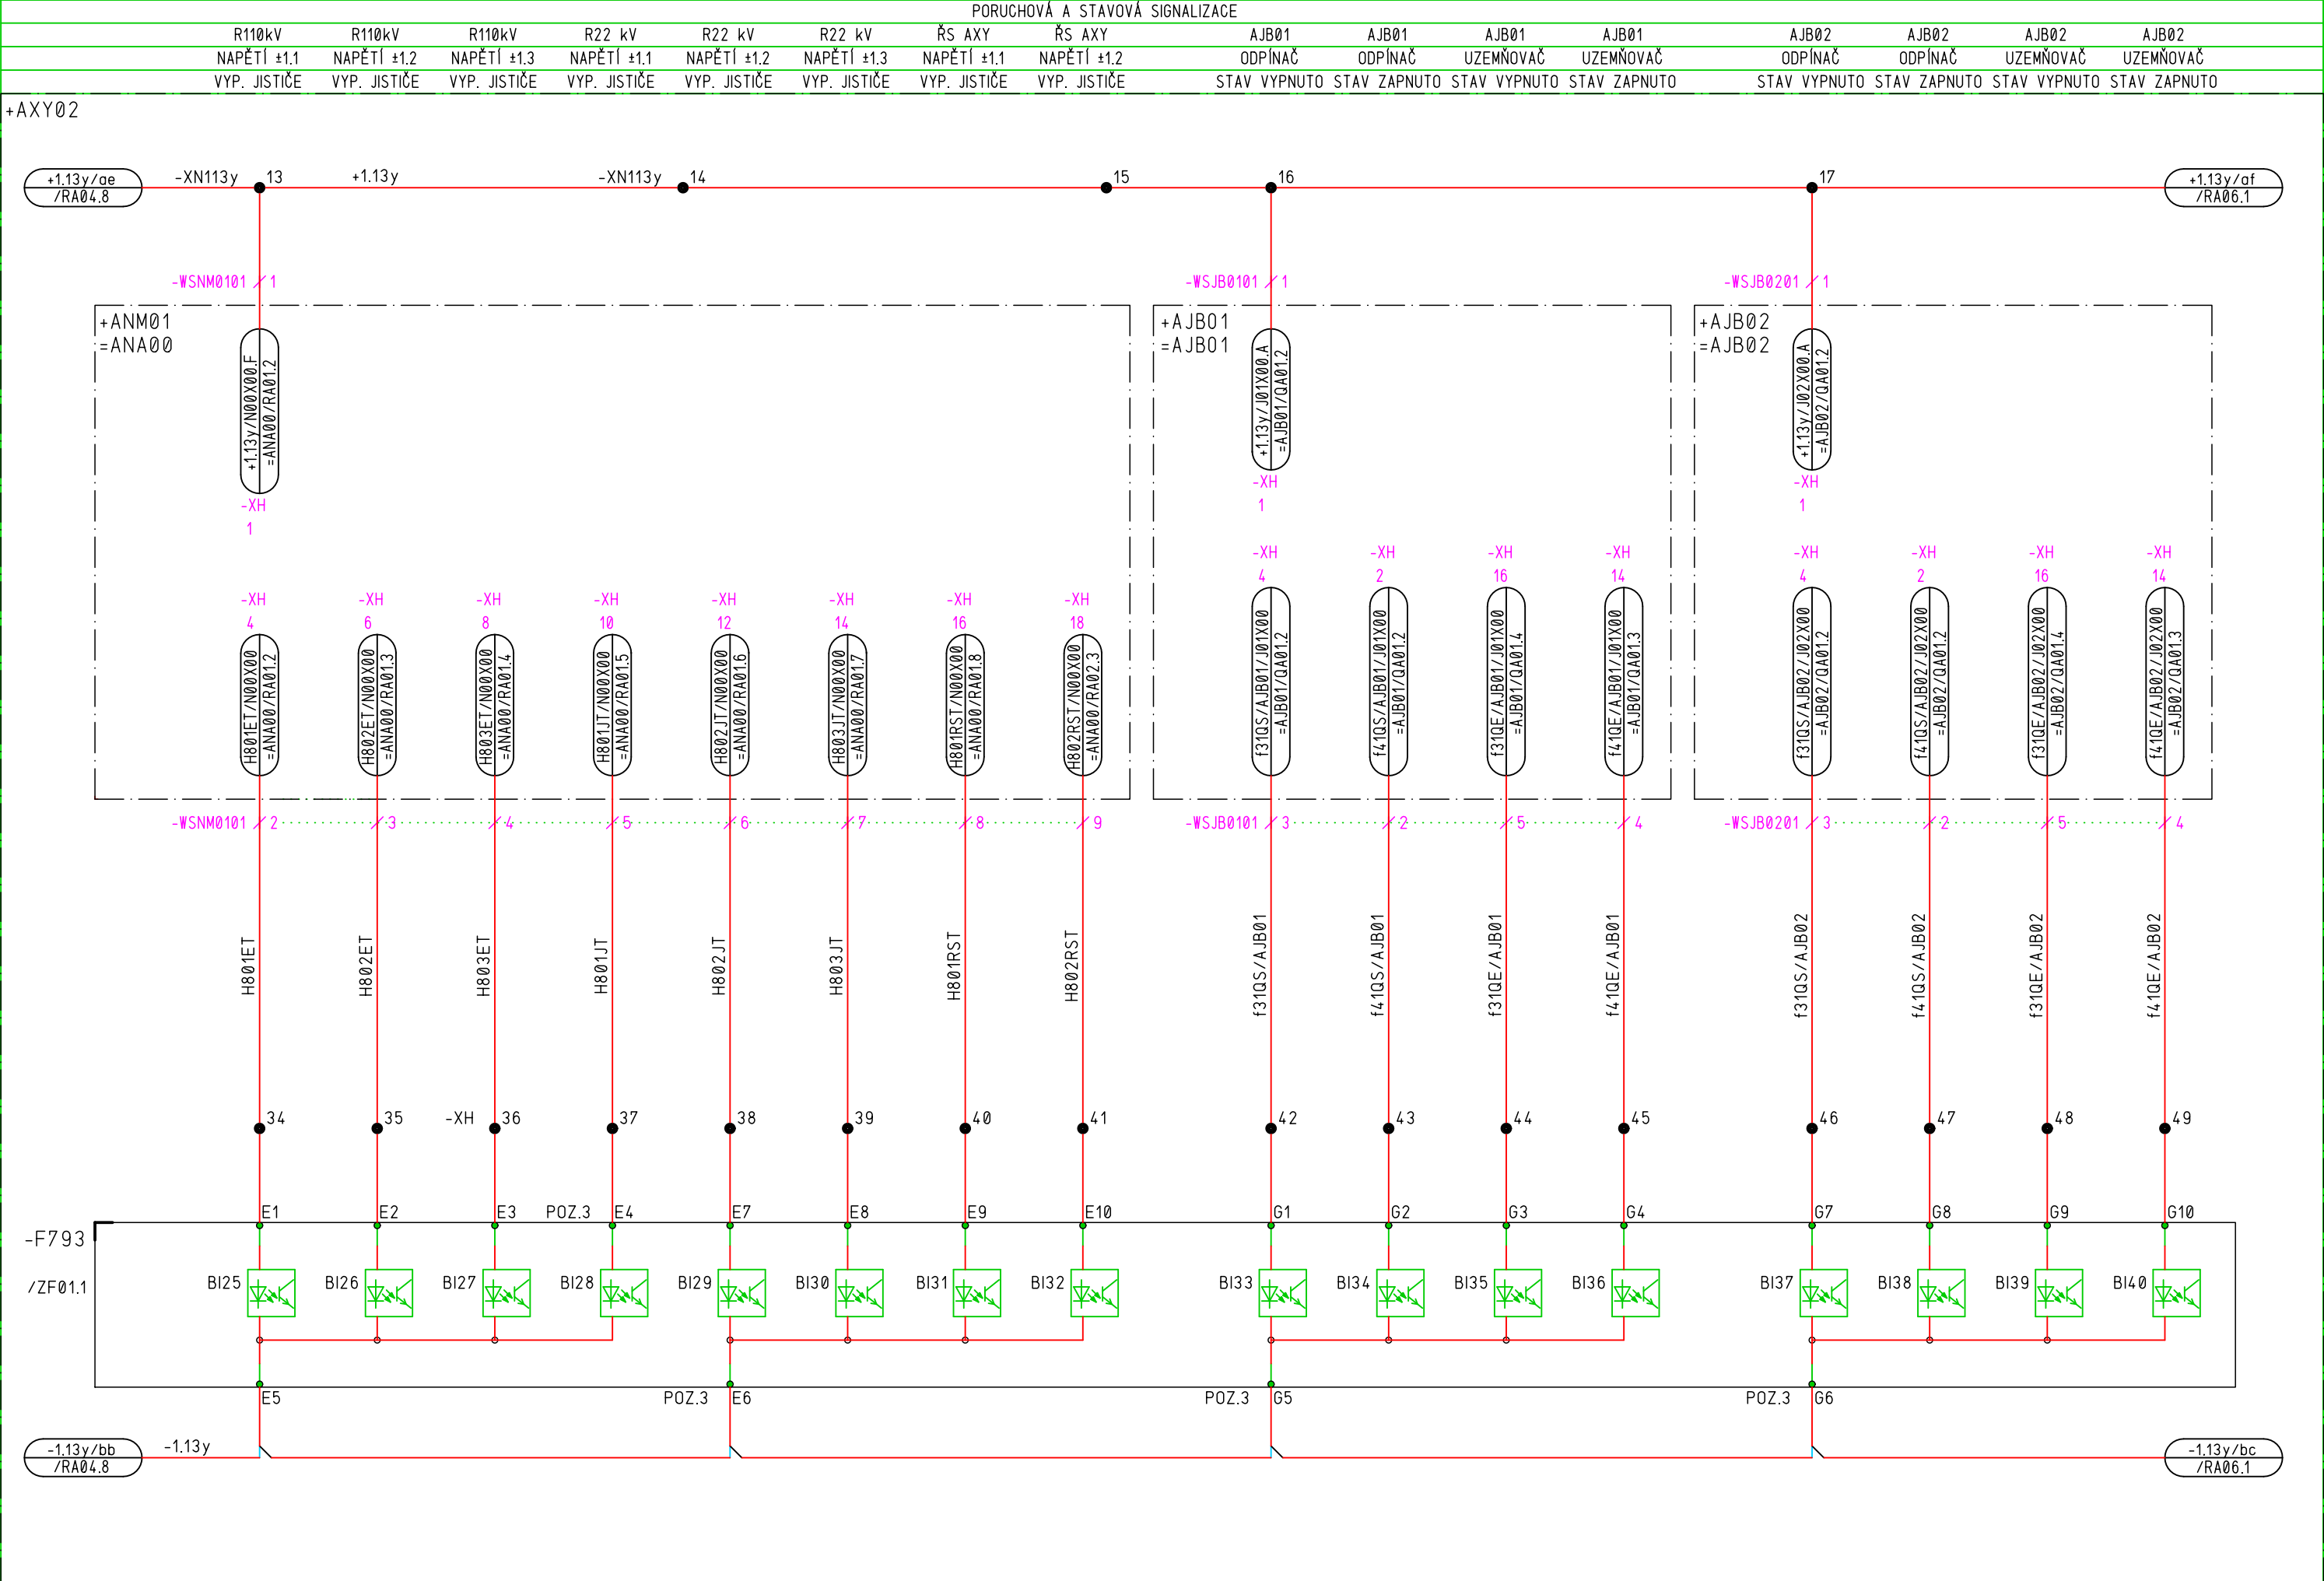 PORUCHOVÁ A STAVOVÁ SIGNALIZACE
R110kV R110kV R110kV R22 kV R22 kV R22 kV ŘS AXY ŘS AXY AJB01 AJB01 AJB01 AJB01 AJB02 AJB02 AJB02 AJB02
NAPĚTÍ ±1.1 NAPĚTÍ ±1.2 NAPĚTÍ ±1.3 NAPĚTÍ ±1.1 NAPĚTÍ ±1.2 NAPĚTÍ ±1.3 NAPĚTÍ ±1.1 NAPĚTÍ ±1.2 ODPÍNAČ ODPÍNAČ UZEMŇOVAČ UZEMŇOVAČ ODPÍNAČ ODPÍNAČ UZEMŇOVAČ UZEMŇOVAČ
VYP. JISTIČE VYP. JISTIČE VYP. JISTIČE VYP. JISTIČE VYP. JISTIČE VYP. JISTIČE VYP. JISTIČE VYP. JISTIČE STAV VYPNUTO STAV ZAPNUTO STAV VYPNUTO STAV ZAPNUTO STAV VYPNUTO STAV ZAPNUTO STAV VYPNUTO STAV ZAPNUTO
+AXY02
+1.13y/ae -XN113y 13 +1.13y -XN113y 14 15 16 17 +1.13y/af
/RA04.8 /RA06.1
-WSNM0101 1 -WSJB0101 1 -WSJB0201 1
+ANM01 +AJB01 +AJB02
=ANA00 =AJB01 =AJB02
+1.13y/N00X00.F
=ANA00/RA01.2
+1.13y/J01X00.A
=AJB01/QA01.2
+1.13y/J02X00.A
=AJB02/QA01.2
-XH -XH -XH
1 1 1
-XH -XH -XH -XH -XH -XH -XH -XH
4 2 16 14 4 2 16 14
-XH -XH -XH -XH -XH -XH -XH -XH
4 6 8 10 12 14 16 18
H801ET/N00X00
=ANA00/RA01.2
H802ET/N00X00
=ANA00/RA01.3
H803ET/N00X00
=ANA00/RA01.4
H801JT/N00X00
=ANA00/RA01.5
H802JT/N00X00
=ANA00/RA01.6
H803JT/N00X00
=ANA00/RA01.7
H801RST/N00X00
=ANA00/RA01.8
H802RST/N00X00
=ANA00/RA02.3
f31QS/AJB01/J01X00
=AJB01/QA01.2
f41QS/AJB01/J01X00
=AJB01/QA01.2
f31QE/AJB01/J01X00
=AJB01/QA01.4
f41QE/AJB01/J01X00
=AJB01/QA01.3
f31QS/AJB02/J02X00
=AJB02/QA01.2
f41QS/AJB02/J02X00
=AJB02/QA01.2
f31QE/AJB02/J02X00
=AJB02/QA01.4
f41QE/AJB02/J02X00
=AJB02/QA01.3
-WSNM0101 2 3 4 5 6 7 8 9 -WSJB0101 3 2 5 4 -WSJB0201 3 2 5 4
H801ET
H802ET
H803ET
H801JT
H802JT
H803JT
H801RST
H802RST
f31QS/AJB01
f41QS/AJB01
f31QE/AJB01
f41QE/AJB01
f31QS/AJB02
f41QS/AJB02
f31QE/AJB02
f41QE/AJB02
34 35 -XH 36 37 38 39 40 41 42 43 44 45 46 47 48 49
E1 E2 E3 POZ.3 E4 E7 E8 E9 E10 G1 G2 G3 G4 G7 G8 G9 G10
-F793
/ZF01.1 BI25 BI26 BI27 BI28 BI29 BI30 BI31 BI32 BI33 BI34 BI35 BI36 BI37 BI38 BI39 BI40
E5 POZ.3 E6 POZ.3 G5 POZ.3 G6
-1.13y/bb -1.13y -1.13y/bc
/RA04.8 /RA06.1